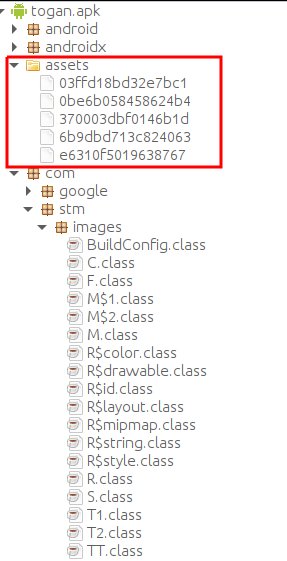 togan.apk
android
androidx
assets
03ffd18bd32e7bc1
0be6b058458624b4
370003dbf0146b1d
6b9dbd713c824063
e6310f5019638767
com
google
stm
images
BuildConfig.class
C.class
F.class
M$1.class
M$2.class
M.class
R$color.class
R$drawable.class
R$id.class
R$layout.class
R$mipmap.class
R$string.class
R$style.class
R.class
S.class
T1.class
T2.class
TT.class